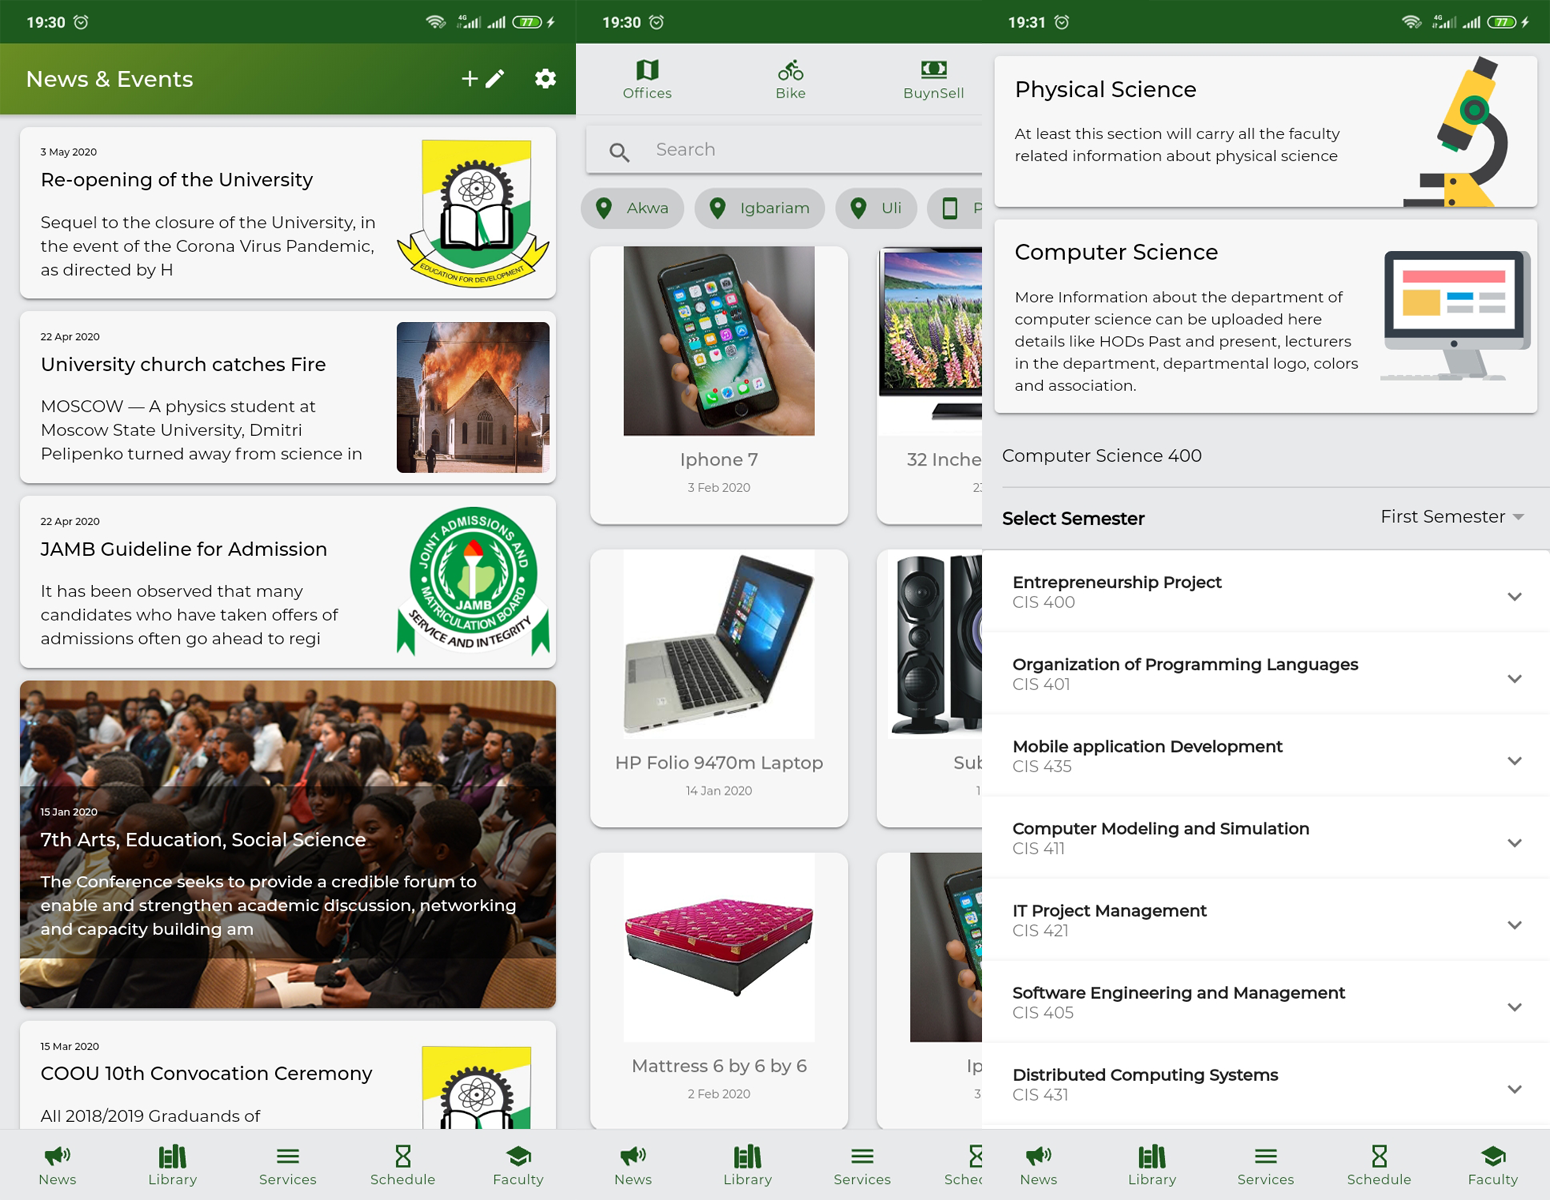 19:30
4G
77
News & Events
3 May 2020
Re-opening of the University
Sequel to the closure of the University, in
the event of the Corona Virus Pandemic,
as directed by H
EDUCATION FOR DEVELOPMENT
22 Apr 2020
University church catches Fire
MOSCOW — A physics student at
Moscow State University, Dmitri
Pelipenko turned away from science in
22 Apr 2020
JAMB Guideline for Admission
It has been observed that many
candidates who have taken offers of
admissions often go ahead to regi
JOINT ADMISSIONS AND
MATRICULATION BOARD
JAMB
SERVICE AND INTEGRITY
15 Jan 2020
7th Arts, Education, Social Science
The Conference seeks to provide a credible forum to
enable and strengthen academic discussion, networking
and capacity building am
15 Mar 2020
COOU 10th Convocation Ceremony
All 2018/2019 Graduands of
News
Library
Services
Schedule
Faculty
19:30
Offices
Bike
BuynSell
Search
Akwa
Igbariam
Uli
P
Iphone 7
3 Feb 2020
32 Inche
23
HP Folio 9470m Laptop
14 Jan 2020
Sub
1
Mattress 6 by 6 by 6
2 Feb 2020
Ip
3
News
Library
Services
Sche
19:31
4G
77
Physical Science
At least this section will carry all the faculty
related information about physical science
Computer Science
More Information about the department of
computer science can be uploaded here
details like HODs Past and present, lecturers
in the department, departmental logo, colors
and association.
Computer Science 400
Select Semester
First Semester
Entrepreneurship Project
CIS 400
Organization of Programming Languages
CIS 401
Mobile application Development
CIS 435
Computer Modeling and Simulation
CIS 411
IT Project Management
CIS 421
Software Engineering and Management
CIS 405
Distributed Computing Systems
CIS 431
News
Library
Services
Schedule
Faculty